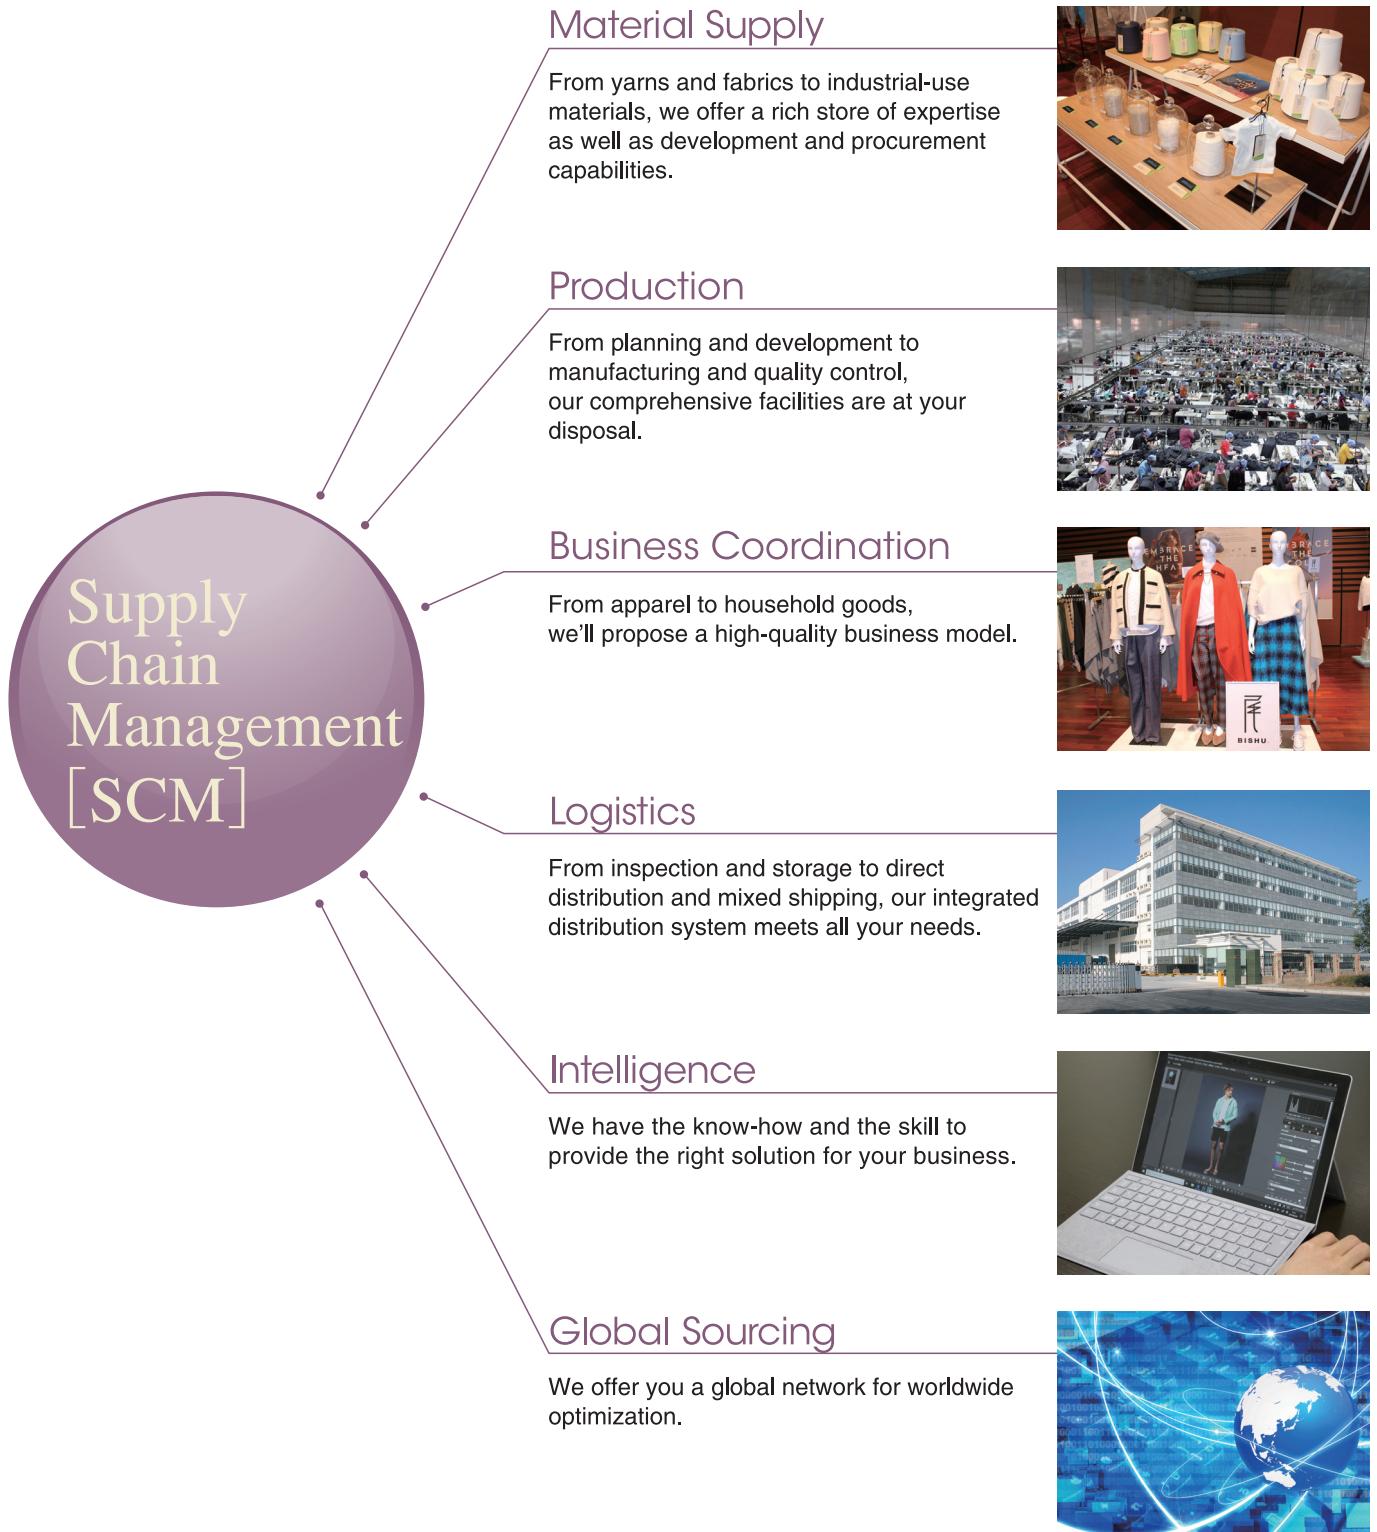 Material Supply
From yarns and fabrics to industrial-use
materials, we offer a rich store of expertise
as well as development and procurement
capabilities.
Production
From planning and development to
manufacturing and quality control,
our comprehensive facilities are at your
disposal.
Supply
Chain
Management
[SCM]
Business Coordination
From apparel to household goods,
we’ll propose a high-quality business model.
EMBRACE
THE
HEAT
尾
BISHU
Logistics
From inspection and storage to direct
distribution and mixed shipping, our integrated
distribution system meets all your needs.
Intelligence
We have the know-how and the skill to
provide the right solution for your business.
Global Sourcing
We offer you a global network for worldwide
optimization.